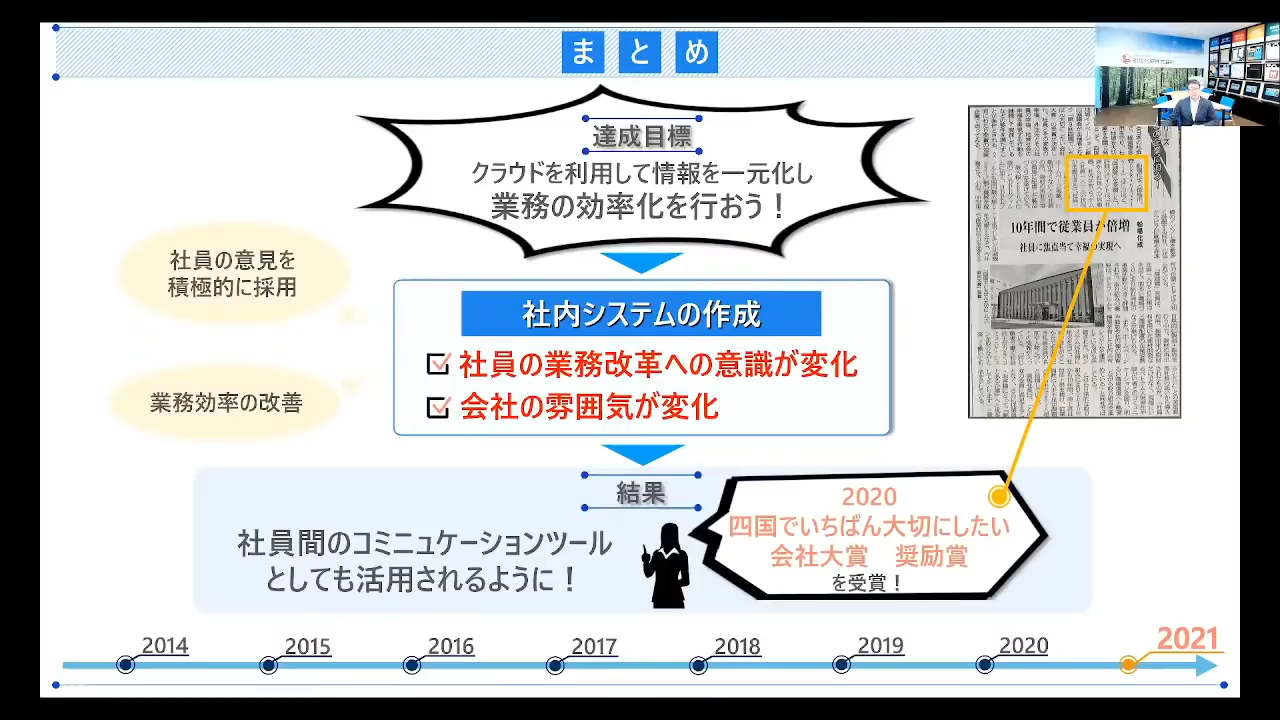 まとめ
達成目標
クラウドを利用して情報を一元化し
業務の効率化を行おう！
社員の意見を
積極的に採用
業務効率の改善
社内システムの作成
社員の業務改革への意識が変化
会社の雰囲気が変化
10年間で従業員が倍増
社員に焦点当て幸福の実現へ
結果
社員間のコミニュケーションツール
としても活用されるように！
2020
四国でいちばん大切にしたい
会社大賞　奨励賞
を受賞！
2014
2015
2016
2017
2018
2019
2020
2021